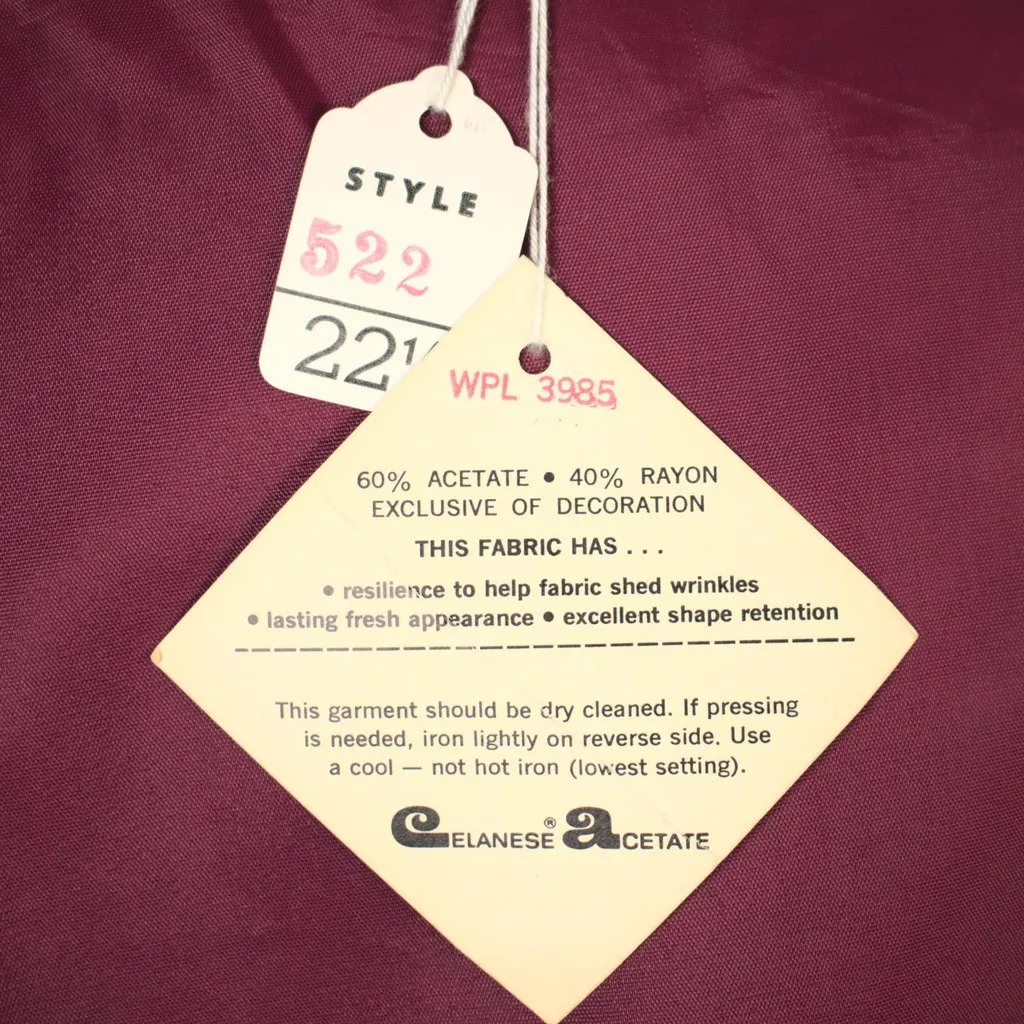 STYLE
522
22½
WPL 3985
60% ACETATE • 40% RAYON
EXCLUSIVE OF DECORATION
THIS FABRIC HAS . . .
• resilience to help fabric shed wrinkles
• lasting fresh appearance • excellent shape retention
This garment should be dry cleaned. If pressing
is needed, iron lightly on reverse side. Use
a cool — not hot iron (lowest setting).
CELANESE® ACETATE